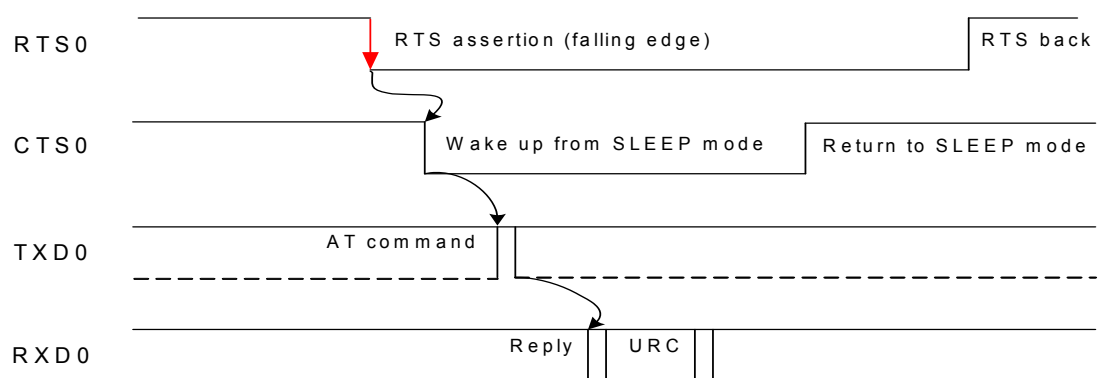 RTS0
RTS assertion (falling edge)
RTS back
CTS0
Wake up from SLEEP mode
Return to SLEEP mode
TXD0
AT command
RXD0
Reply
URC